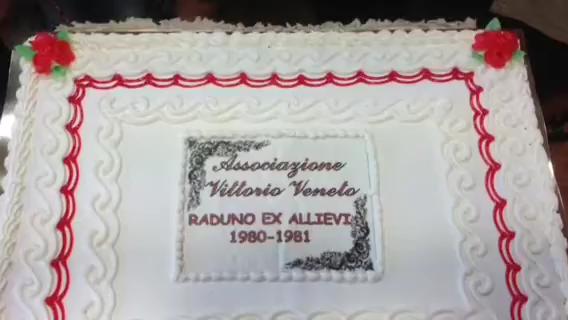 Associazione
Vittorio Veneto
RADUNO EX ALLIEVI
1980-1981